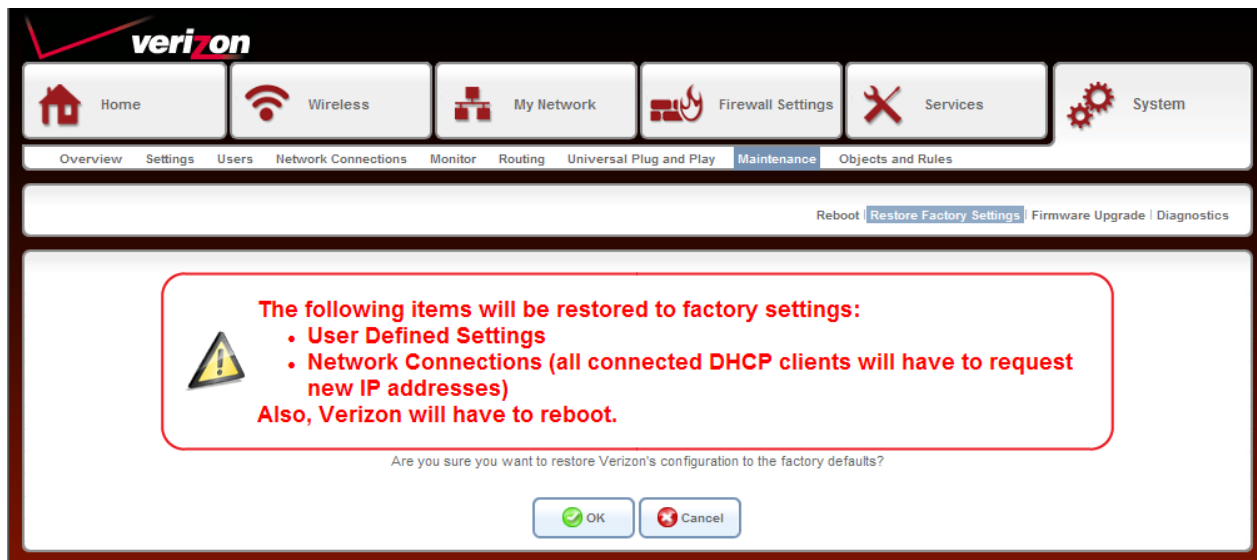 verizon
Home Wireless My Network Firewall Settings Services System
Overview Settings Users Network Connections Monitor Routing Universal Plug and Play Maintenance Objects and Rules
Reboot | Restore Factory Settings | Firmware Upgrade | Diagnostics
The following items will be restored to factory settings:
• User Defined Settings
• Network Connections (all connected DHCP clients will have to request
new IP addresses)
Also, Verizon will have to reboot.
Are you sure you want to restore Verizon's configuration to the factory defaults?
OK Cancel